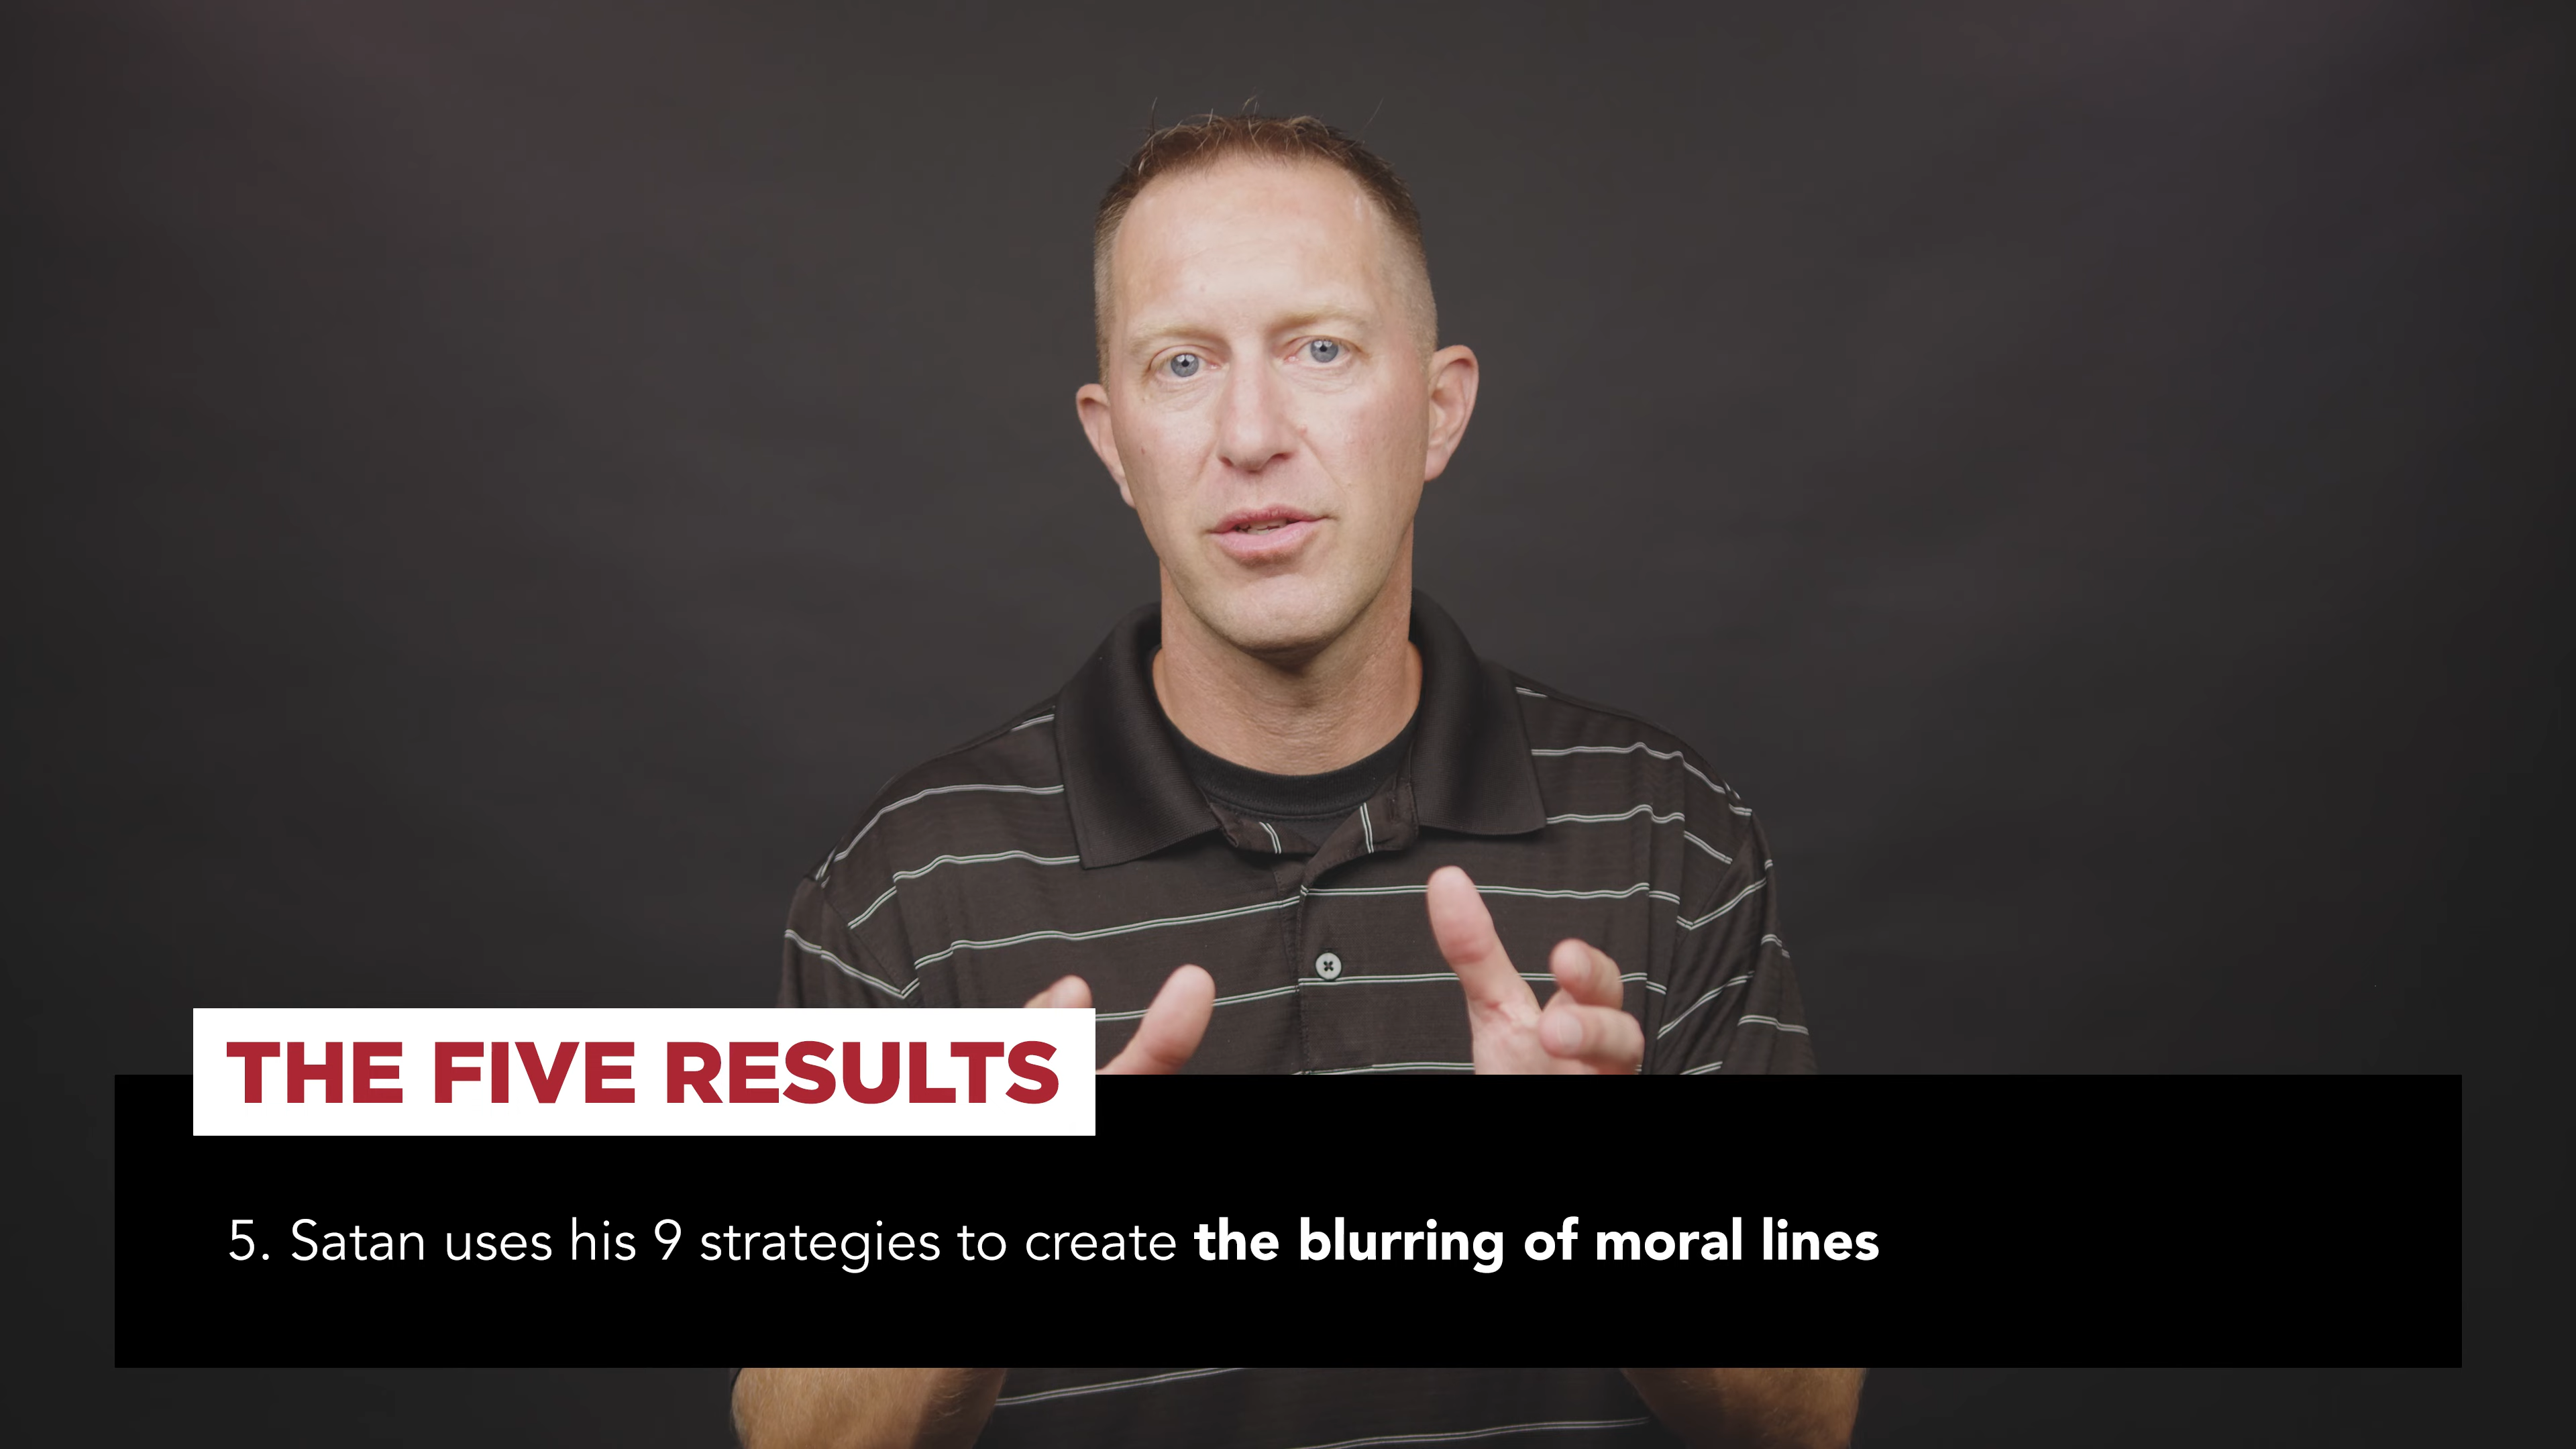 THE FIVE RESULTS
5. Satan uses his 9 strategies to create the blurring of moral lines